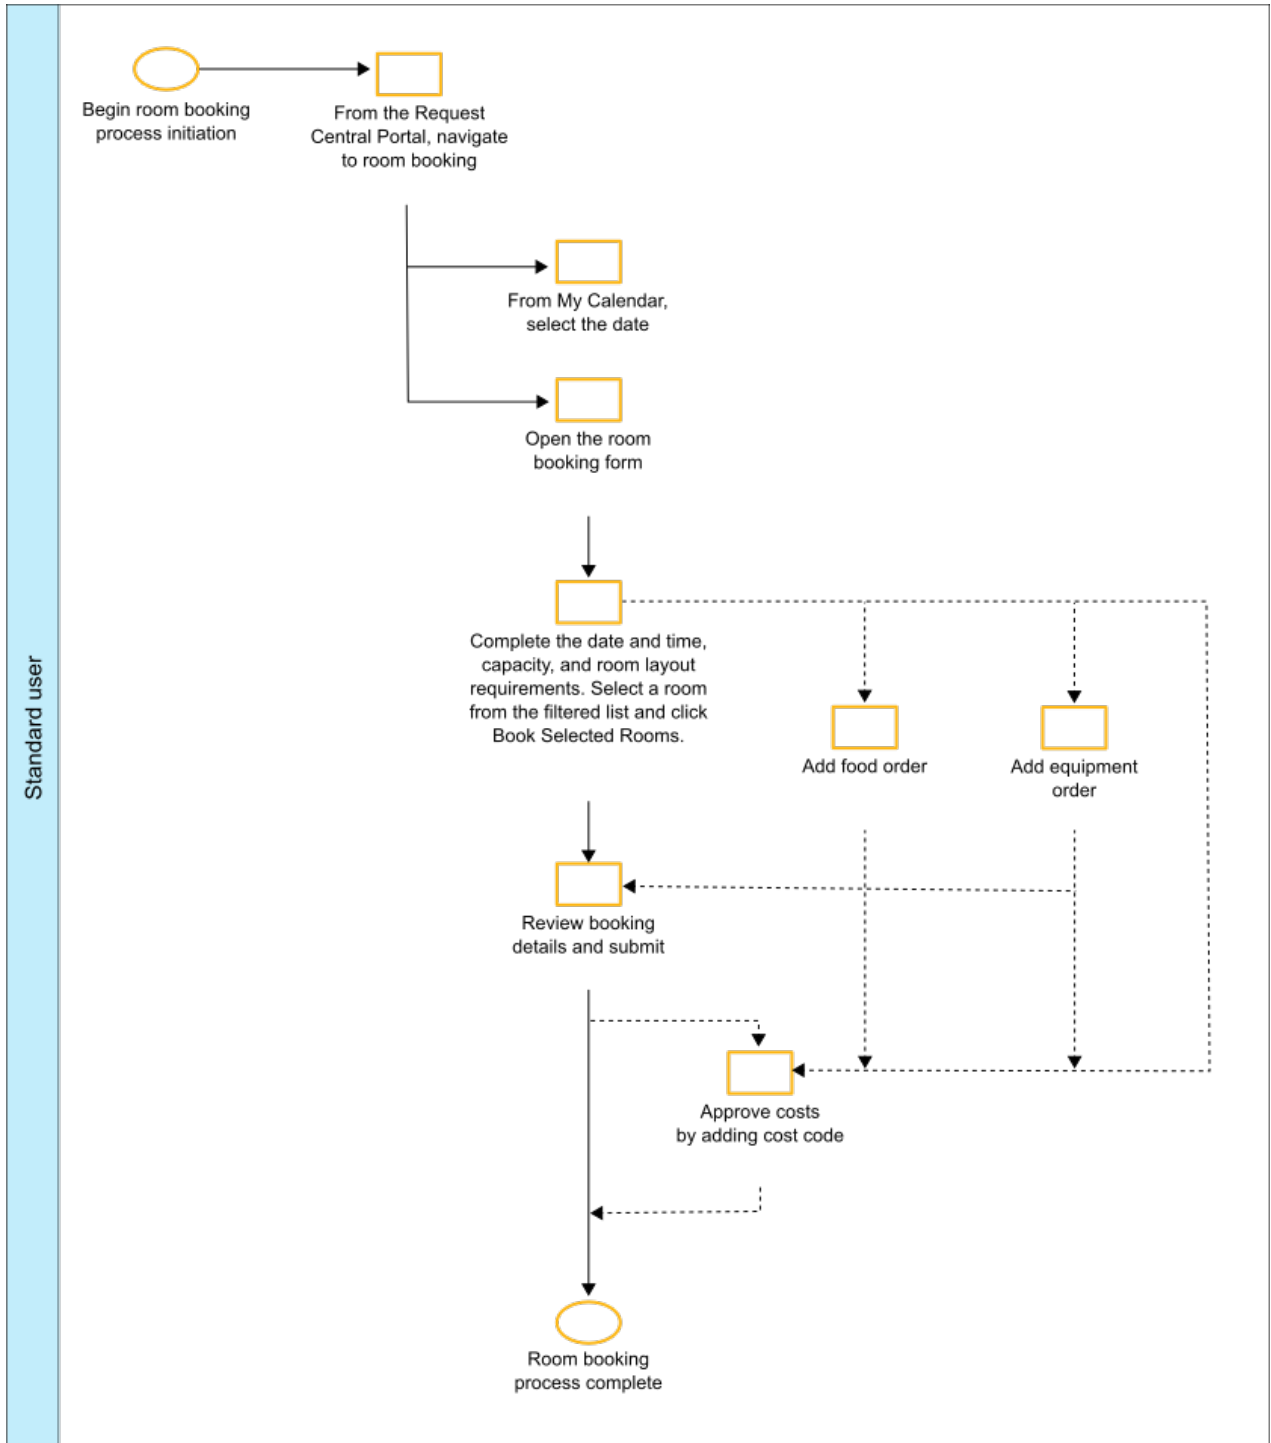 Standard user
Begin room booking
process initiation
From the Request
Central Portal, navigate
to room booking
From My Calendar,
select the date
Open the room
booking form
Complete the date and time,
capacity, and room layout
requirements. Select a room
from the filtered list and click
Book Selected Rooms.
Add food order
Add equipment
order
Review booking
details and submit
Approve costs
by adding cost code
Room booking
process complete